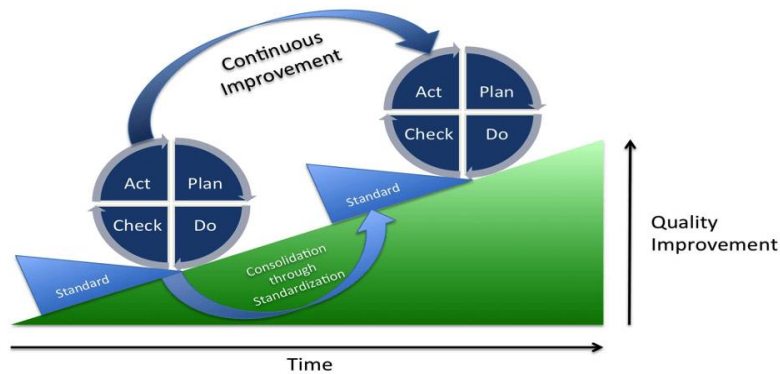 Continuous
Improvement
Act Plan
Check Do
Act Plan
Check Do
Standard
Standard
Consolidation
through
Standardization
Quality
Improvement
Time